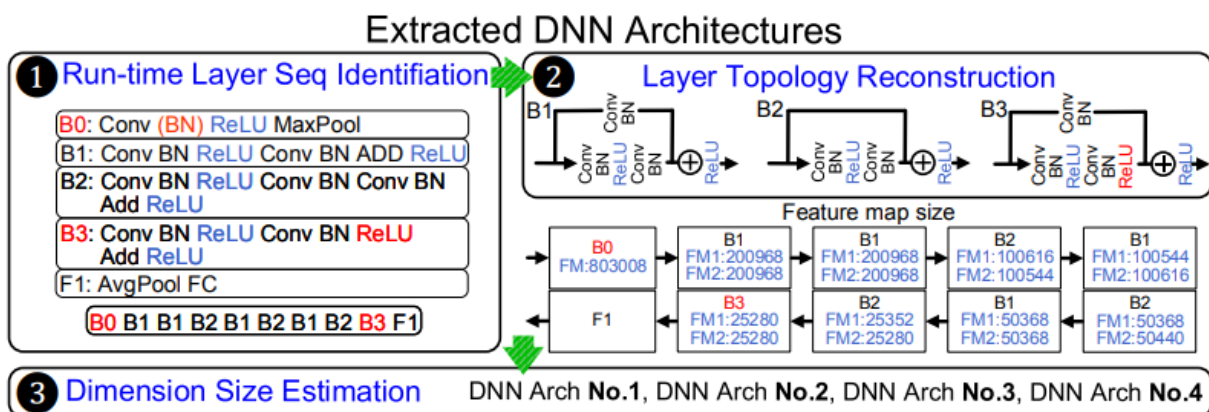 Extracted DNN Architectures
1 Run-time Layer Seq Identifiation
B0: Conv (BN) ReLU MaxPool
B1: Conv BN ReLU Conv BN ADD ReLU
B2: Conv BN ReLU Conv BN Conv BN
Add ReLU
B3: Conv BN ReLU Conv BN ReLU
Add ReLU
F1: AvgPool FC
B0 B1 B1 B2 B1 B2 B1 B2 B3 F1
2 Layer Topology Reconstruction
B1
Conv
BN
Conv
BN
ReLU
Conv
BN
ReLU
B2
Conv
BN
ReLU
Conv
BN
ReLU
B3
Conv
BN
Conv
BN
ReLU
Conv
BN
ReLU
ReLU
Feature map size
B0
FM:803008
B1
FM1:200968
FM2:200968
B1
FM1:200968
FM2:200968
B2
FM1:100616
FM2:100544
B1
FM1:100544
FM2:100616
F1
B3
FM1:25280
FM2:25280
B2
FM1:25352
FM2:25280
B1
FM1:50368
FM2:50368
B2
FM1:50368
FM2:50440
3 Dimension Size Estimation
DNN Arch No.1, DNN Arch No.2, DNN Arch No.3, DNN Arch No.4